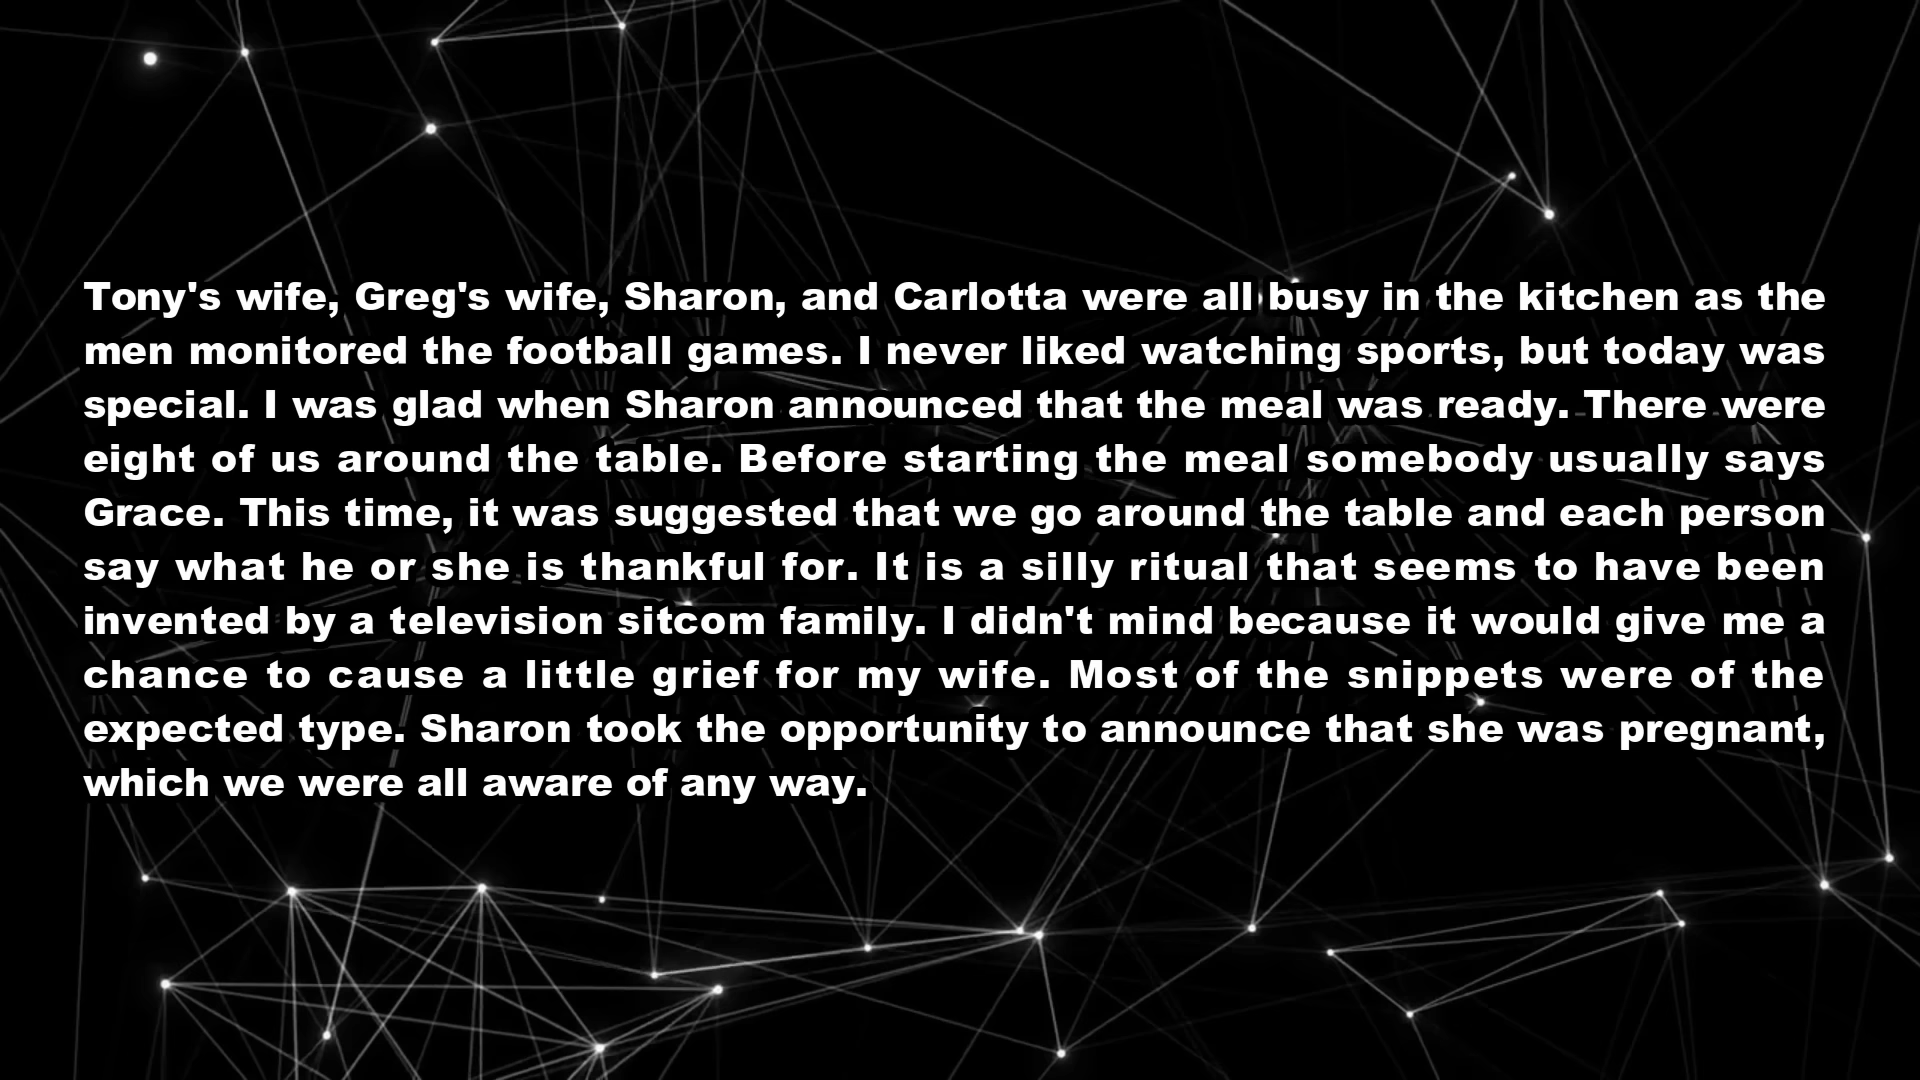 Tony's wife, Greg's wife, Sharon, and Carlotta were all busy in the kitchen as the
men monitored the football games. I never liked watching sports, but today was
special. I was glad when Sharon announced that the meal was ready. There were
eight of us around the table. Before starting the meal somebody usually says
Grace. This time, it was suggested that we go around the table and each person
say what he or she is thankful for. It is a silly ritual that seems to have been
invented by a television sitcom family. I didn't mind because it would give me a
chance to cause a little grief for my wife. Most of the snippets were of the
expected type. Sharon took the opportunity to announce that she was pregnant,
which we were all aware of any way.